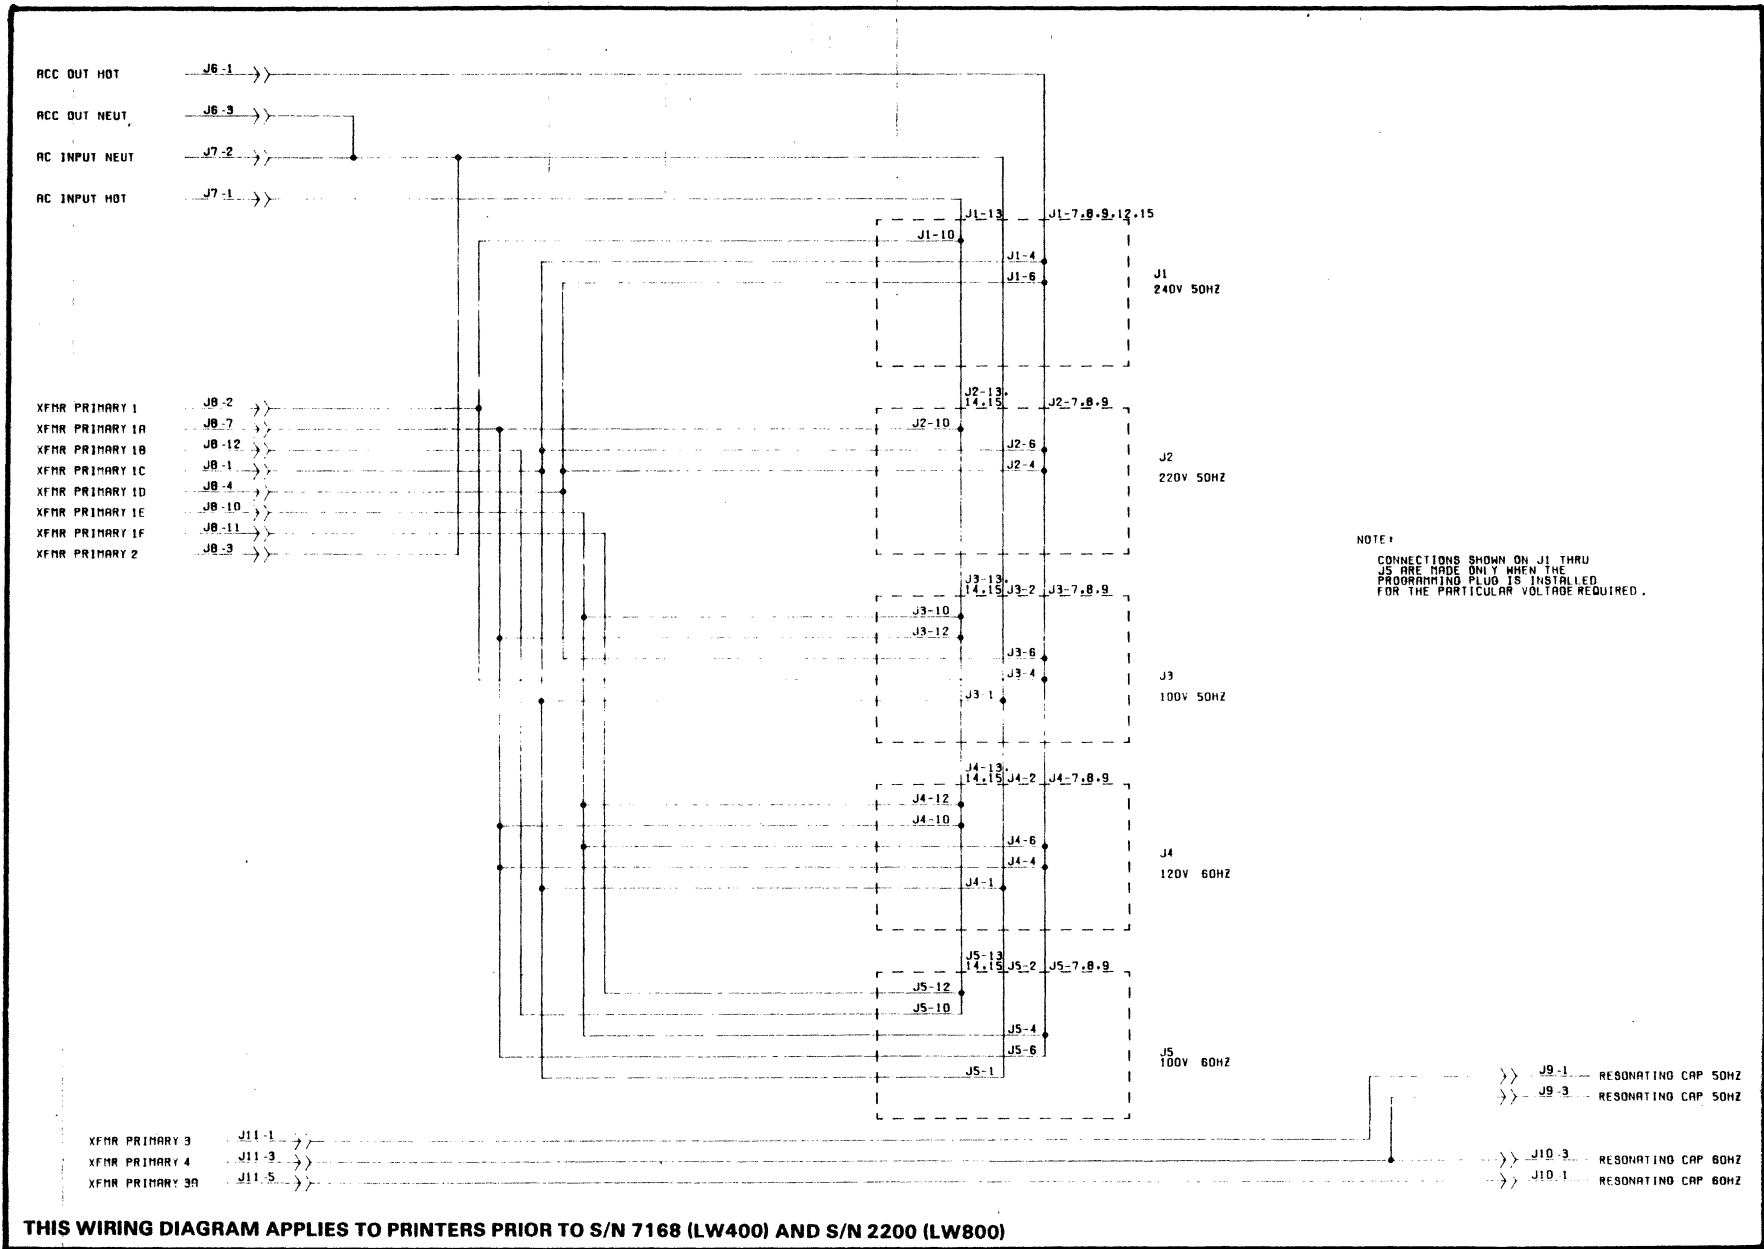 ACC OUT HOT J6-1
ACC OUT NEUT J6-3
AC INPUT NEUT J7-2
AC INPUT HOT J7-1
J1-13 J1-7,8,9,12,15
J1-10
J1-4
J1-6
J1
240V 50HZ
XFMR PRIMARY 1 J8-2
XFMR PRIMARY 1A J8-7
XFMR PRIMARY 1B J8-12
XFMR PRIMARY 1C J8-1
XFMR PRIMARY 1D J8-4
XFMR PRIMARY 1E J8-10
XFMR PRIMARY 1F J8-11
XFMR PRIMARY 2 J8-3
J2-13,
14,15 J2-7,8,9
J2-10
J2-6
J2-4
J2
220V 50HZ
NOTE:
CONNECTIONS SHOWN ON J1 THRU
J5 ARE MADE ONLY WHEN THE
PROGRAMMING PLUG IS INSTALLED
FOR THE PARTICULAR VOLTAGE REQUIRED.
J3-13,
14,15 J3-2 J3-7,8,9
J3-10
J3-12
J3-6
J3-4
J3-1
J3
100V 50HZ
J4-13,
14,15 J4-2 J4-7,8,9
J4-12
J4-10
J4-6
J4-4
J4-1
J4
120V 60HZ
J5-13
14,15 J5-2 J5-7,8,9
J5-12
J5-10
J5-4
J5-6
J5-1
J5
100V 60HZ
J9-1 RESONATING CAP 50HZ
J9-3 RESONATING CAP 50HZ
XFMR PRIMARY 3 J11-1
XFMR PRIMARY 4 J11-3
XFMR PRIMARY 3A J11-5
J10-3 RESONATING CAP 60HZ
J10-1 RESONATING CAP 60HZ
THIS WIRING DIAGRAM APPLIES TO PRINTERS PRIOR TO S/N 7168 (LW400) AND S/N 2200 (LW800)